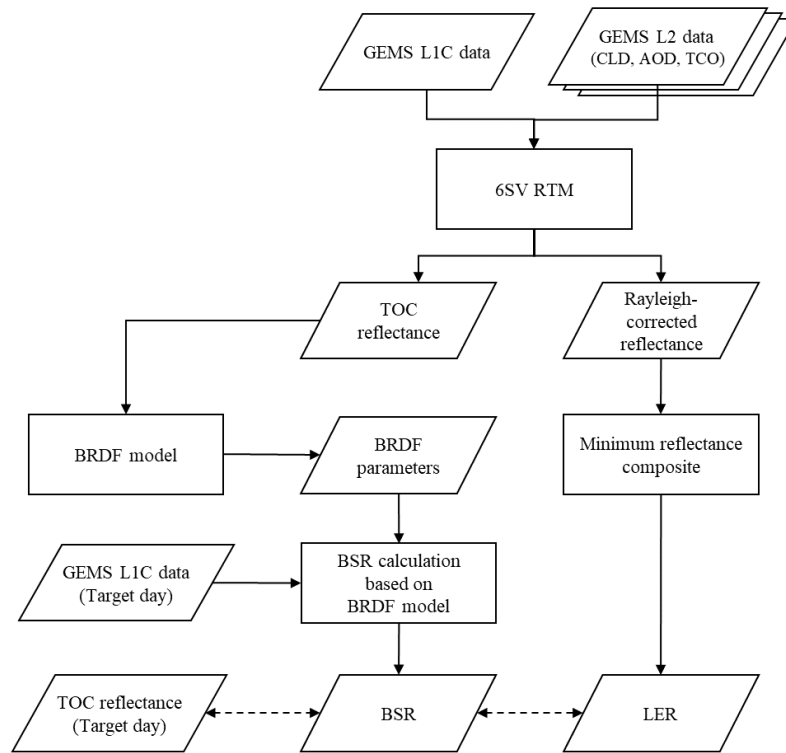 GEMS L1C data
GEMS L2 data
(CLD, AOD, TCO)
6SV RTM
TOC
reflectance
Rayleigh-
corrected
reflectance
BRDF model
BRDF
parameters
Minimum reflectance
composite
GEMS L1C data
(Target day)
BSR calculation
based on
BRDF model
TOC reflectance
(Target day)
BSR
LER